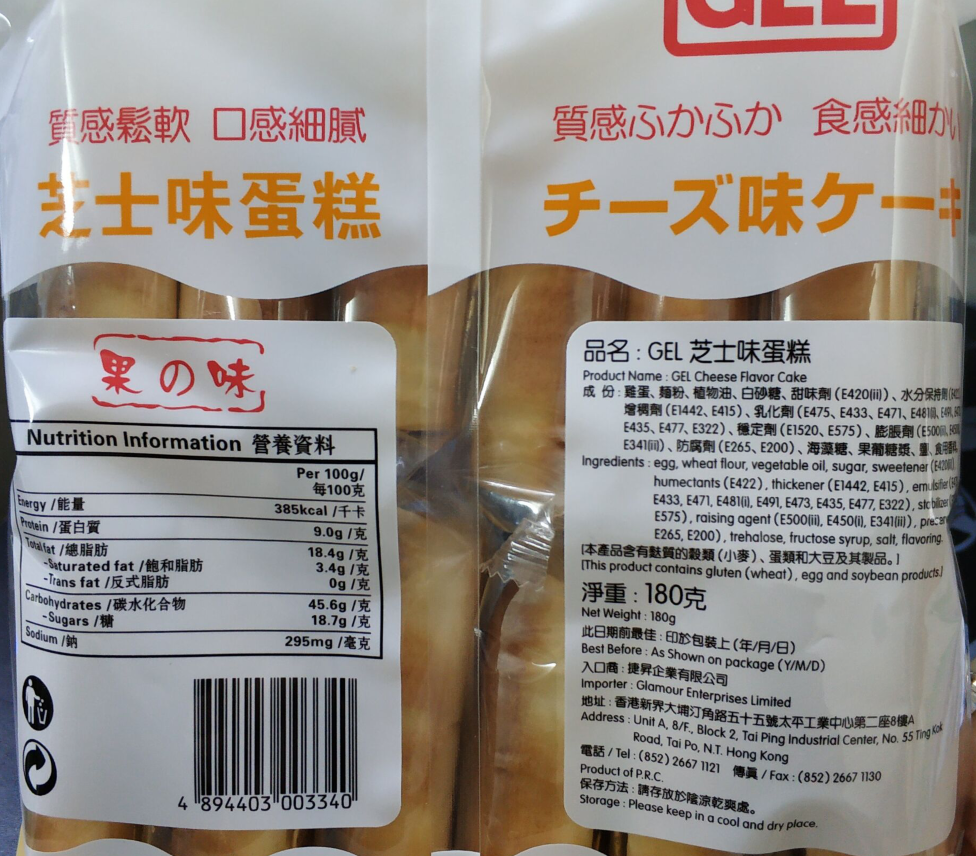 GEL
質感鬆軟 口感細膩
芝士味蛋糕
質感ふかふか 食感細かい
チーズ味ケーキ
果の味
Nutrition Information 營養資料
Per 100g/
每100克
Energy /能量 385kcal /千卡
Protein /蛋白質 9.0g /克
Total fat /總脂肪 18.4g /克
-Saturated fat /飽和脂肪 3.4g /克
-Trans fat /反式脂肪 0g /克
Carbohydrates /碳水化合物 45.6g /克
-Sugars /糖 18.7g /克
Sodium /鈉 295mg /毫克
4 894403 003340
品名 : GEL 芝士味蛋糕
Product Name : GEL Cheese Flavor Cake
成 份 : 雞蛋、麵粉、植物油、白砂糖、甜味劑 (E420(ii)) 、水分保持劑
增稠劑 (E1442、E415) 、乳化劑 (E475、E433、E471、E481(i)、E491、
E435、E477、E322) 、穩定劑 (E1520、E575) 、膨脹劑 (E500(ii)、
E341(iii)) 、防腐劑 (E265、E200) 、海藻糖、果葡糖漿、鹽、食用香料
Ingredients : egg, wheat flour, vegetable oil, sugar, sweetener (E420(ii)),
humectants (E422) , thickener (E1442, E415) , emulsifier
E433, E471, E481(i), E491, E473, E435, E477, E322) , stabilizer
E575) , raising agent (E500(ii), E450(i), E341(iii)) ,
E265, E200) , trehalose, fructose syrup, salt, flavoring.
[本產品含有麩質的穀類 (小麥) 、蛋類和大豆及其製品。]
[This product contains gluten (wheat) , egg and soybean products.]
淨重 : 180克
Net Weight : 180g
此日期前最佳 : 印於包裝上 (年/月/日)
Best Before : As Shown on package (Y/M/D)
入口商 : 捷昇企業有限公司
Importer : Glamour Enterprises Limited
地址 : 香港新界大埔汀角路五十五號太平工業中心第二座8樓A
Address : Unit A, 8/F., Block 2, Tai Ping Industrial Center, No. 55 Ting Kok
Road, Tai Po, N.T. Hong Kong
電話 / Tel : (852) 2667 1121 傳真 / Fax : (852) 2667 1130
Product of P.R.C.
保存方法 : 請存放於陰涼乾爽處。
Storage : Please keep in a cool and dry place.